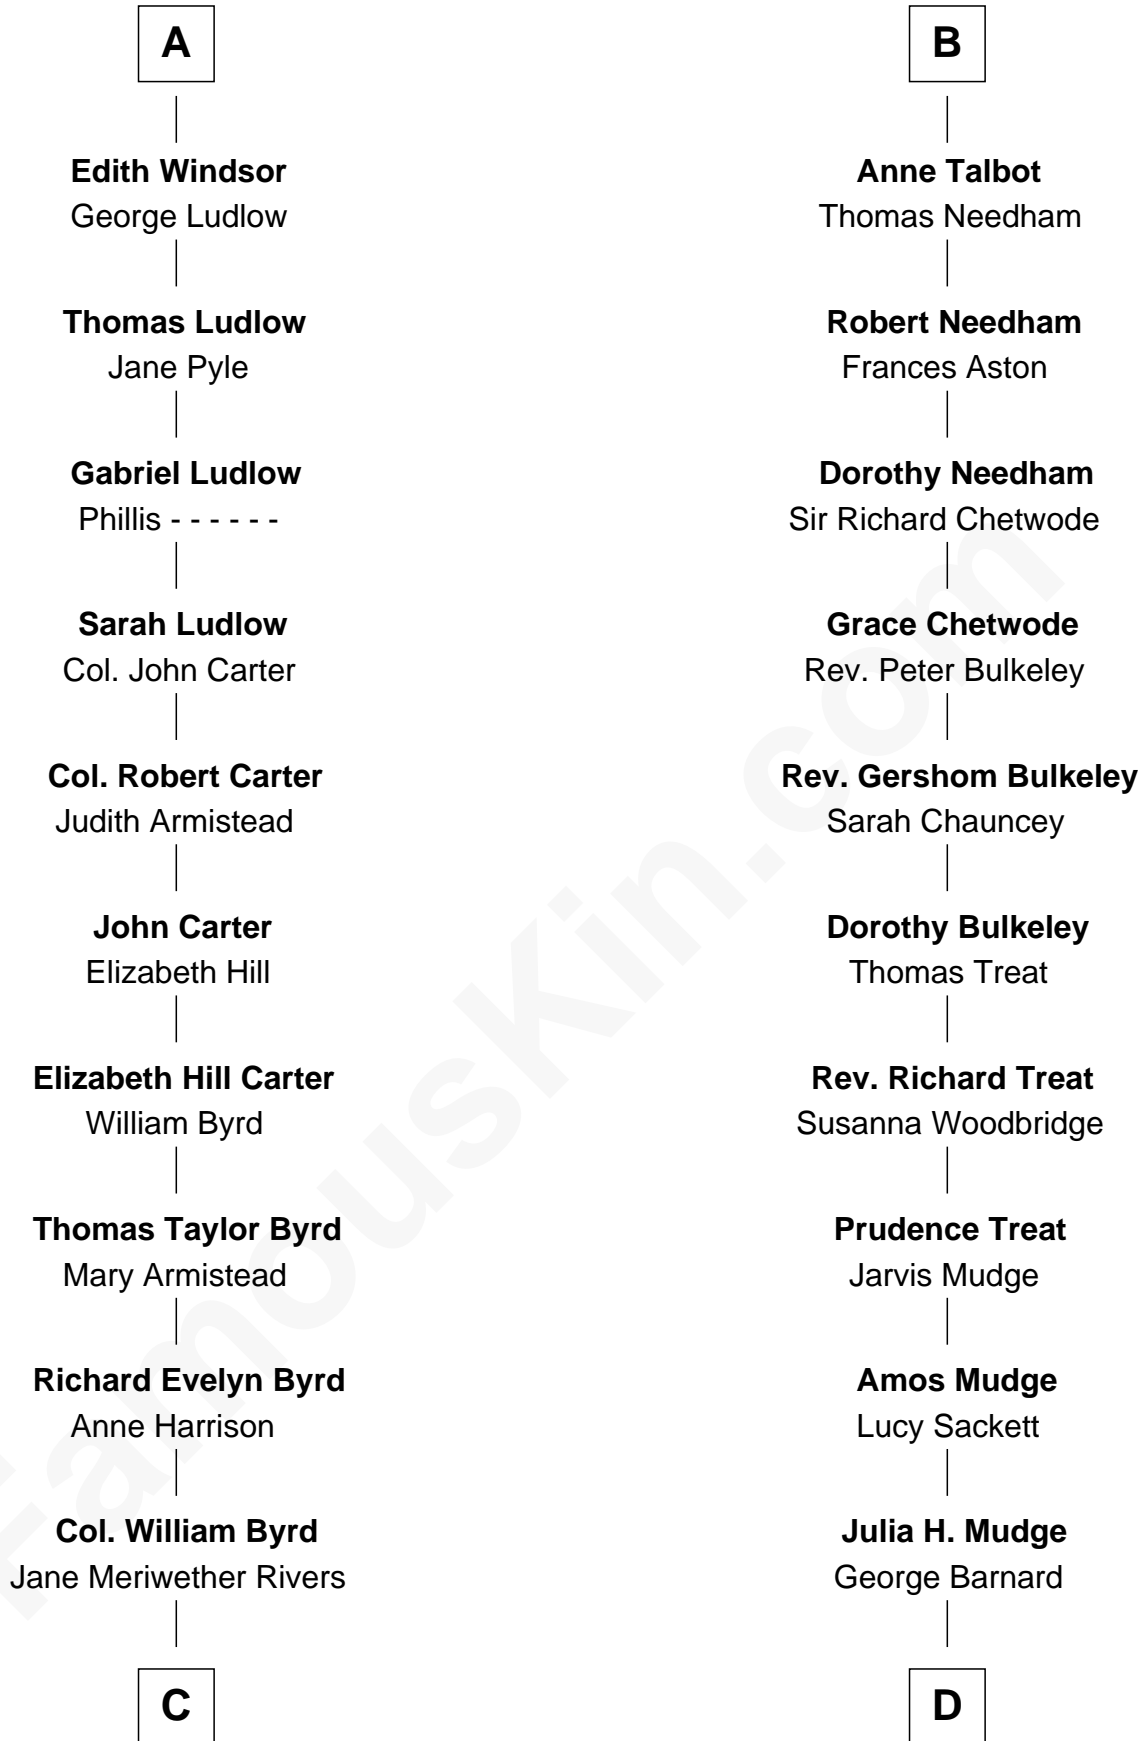 A
Edith Windsor
George Ludlow
Thomas Ludlow
Jane Pyle
Gabriel Ludlow
Phillis - - - - - -
Sarah Ludlow
Col. John Carter
Col. Robert Carter
Judith Armistead
John Carter
Elizabeth Hill
Elizabeth Hill Carter
William Byrd
Thomas Taylor Byrd
Mary Armistead
Richard Evelyn Byrd
Anne Harrison
Col. William Byrd
Jane Meriwether Rivers
C
B
Anne Talbot
Thomas Needham
Robert Needham
Frances Aston
Dorothy Needham
Sir Richard Chetwode
Grace Chetwode
Rev. Peter Bulkeley
Rev. Gershom Bulkeley
Sarah Chauncey
Dorothy Bulkeley
Thomas Treat
Rev. Richard Treat
Susanna Woodbridge
Prudence Treat
Jarvis Mudge
Amos Mudge
Lucy Sackett
Julia H. Mudge
George Barnard
D
FamousKin.com